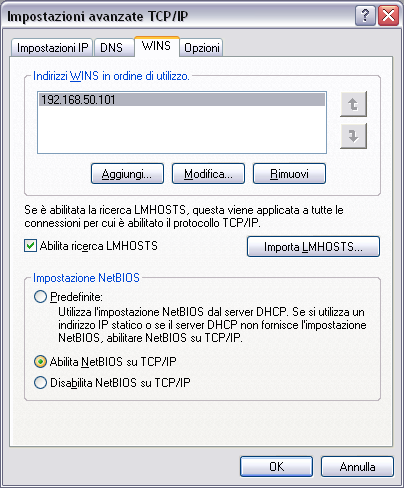 Impostazioni avanzate TCP/IP
Impostazioni IP DNS WINS Opzioni
Indirizzi WINS in ordine di utilizzo.
192.168.50.101
Aggiungi... Modifica... Rimuovi
Se è abilitata la ricerca LMHOSTS, questa viene applicata a tutte le
connessioni per cui è abilitato il protocollo TCP/IP.
Abilita ricerca LMHOSTS Importa LMHOSTS...
Impostazione NetBIOS
Predefinite:
Utilizza l'impostazione NetBIOS dal server DHCP. Se si utilizza un
indirizzo IP statico o se il server DHCP non fornisce l'impostazione
NetBIOS, abilitare NetBIOS su TCP/IP.
Abilita NetBIOS su TCP/IP
Disabilita NetBIOS su TCP/IP
OK Annulla